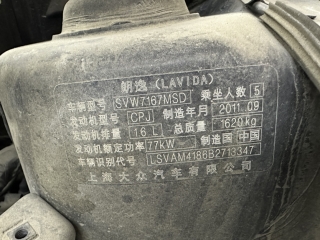 朗逸(LAVIDA)
车辆型号 SVW7167MSD 乘坐人数 5
发动机型号 CPJ 制造年月 2011.09
发动机排量 1.6 L 总质量 1620kg
发动机额定功率 77kW 制造国 中国
车辆识别代号 LSVAM4186B2713347
上海大众汽车有限公司